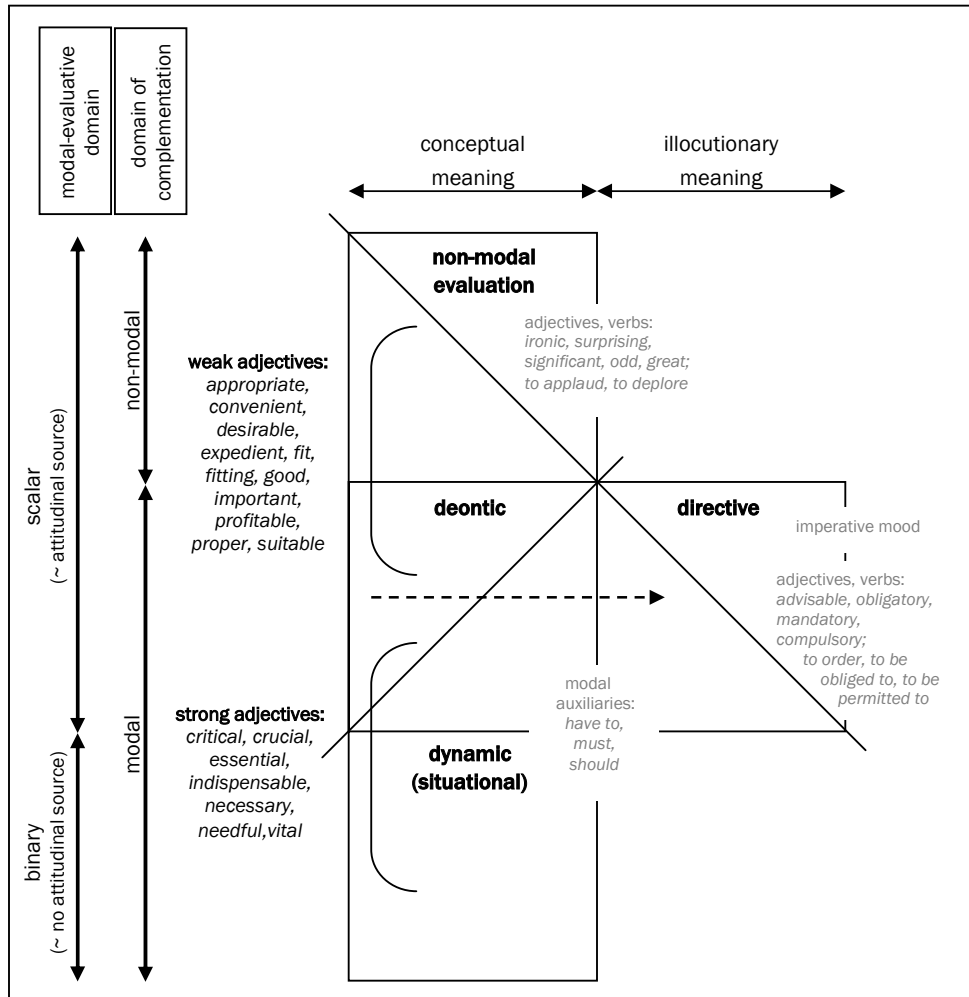 modal-evaluative
domain
domain of
complementation
conceptual
meaning
illocutionary
meaning
non-modal
evaluation
adjectives, verbs:
ironic, surprising,
significant, odd, great;
to applaud, to deplore
scalar
(~ attitudinal source)
non-modal
weak adjectives:
appropriate,
convenient,
desirable,
expedient, fit,
fitting, good,
important,
profitable,
proper, suitable
deontic
directive
imperative mood
adjectives, verbs:
advisable, obligatory,
mandatory,
compulsory;
to order, to be
obliged to, to be
permitted to
modal
auxiliaries:
have to,
must,
should
binary
(~ no attitudinal source)
modal
strong adjectives:
critical, crucial,
essential,
indispensable,
necessary,
needful,vital
dynamic
(situational)